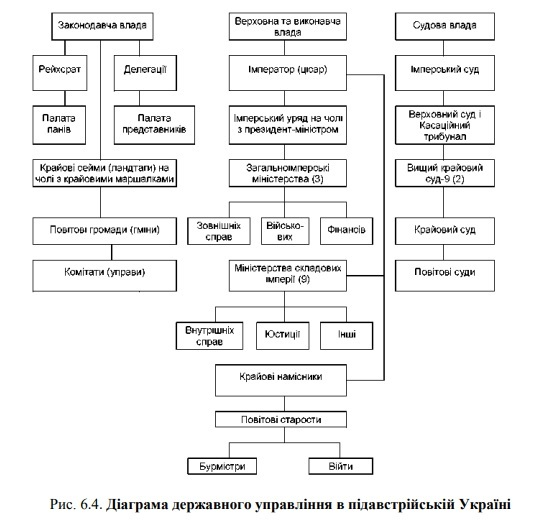 Законодавча влада
Рейхсрат
Делегації
Палата
панів
Палата
представників
Крайові сейми (ландтаги) на
чолі з крайовими маршалками
Повітові громади (гміни)
Комітати (управи)
Верховна та виконавча
влада
Імператор (цісар)
Імперський уряд на чолі
з президент-міністром
Загальноімперські
міністерства (3)
Зовнішніх
справ
Військо-
вих
Фінансів
Міністерства складових
імперії (9)
Внутрішніх
справ
Юстиції
Інші
Крайові намісники
Повітові старости
Бурмістри
Війти
Судова влада
Імперський суд
Верховний суд і
Касаційний
трибунал
Вищий крайовий
суд-9 (2)
Крайовий суд
Повітові суди
Рис. 6.4. Діаграма державного управління в підавстрійській Україні